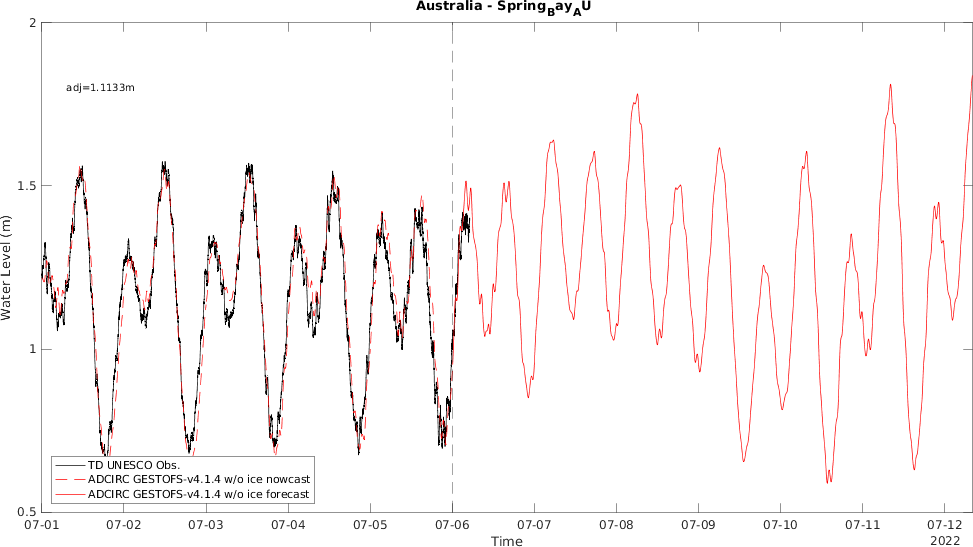 Australia - SpringBayAU
2
adj=1.1133m
1.5
Water Level (m)
1
TD UNESCO Obs.
ADCIRC GESTOFS-v4.1.4 w/o ice nowcast
ADCIRC GESTOFS-v4.1.4 w/o ice forecast
0.5
07-01 07-02 07-03 07-04 07-05 07-06 07-07 07-08 07-09 07-10 07-11 07-12
Time
2022